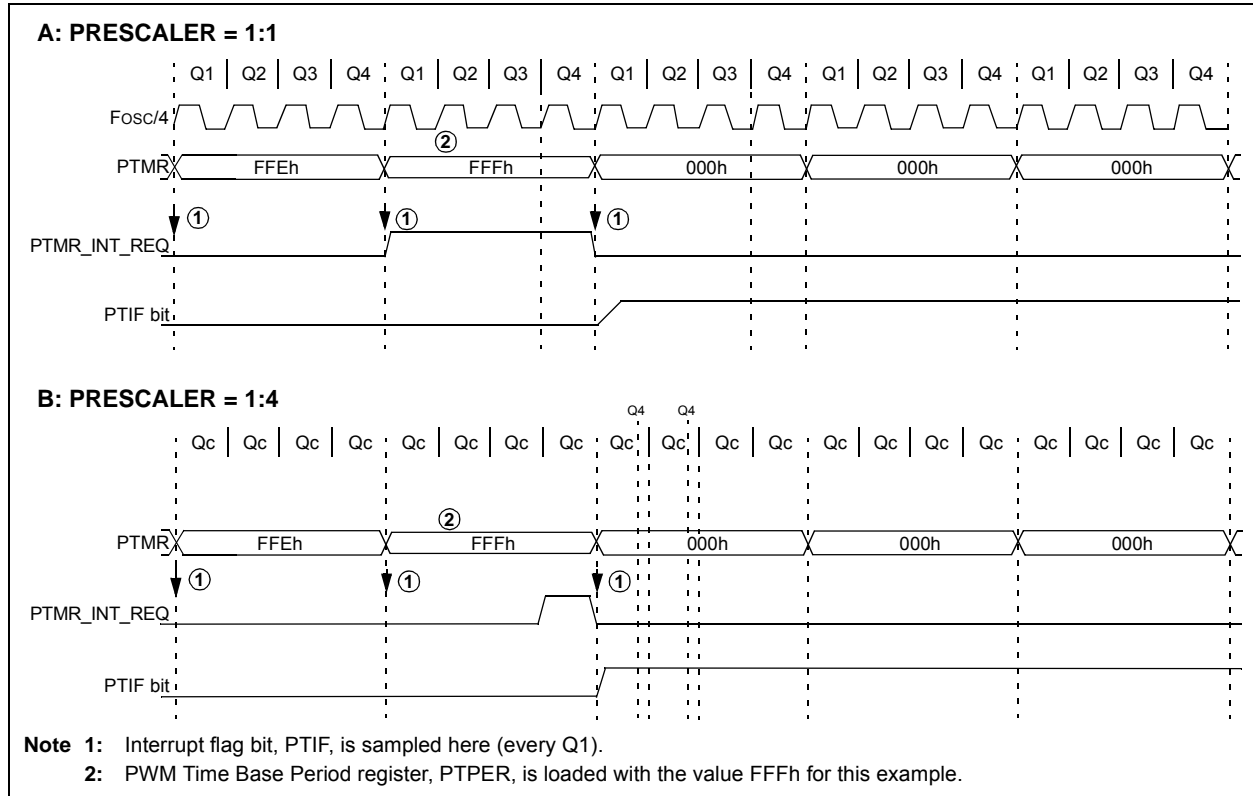 A: PRESCALER = 1:1
Q1 Q2 Q3 Q4 Q1 Q2 Q3 Q4 Q1 Q2 Q3 Q4 Q1 Q2 Q3 Q4 Q1 Q2 Q3 Q4
FOSC/4
2
PTMR FFEh FFFh 000h 000h 000h
1 1 1
PTMR_INT_REQ
PTIF bit
B: PRESCALER = 1:4
Q4 Q4
Qc Qc Qc Qc Qc Qc Qc Qc Qc Qc Qc Qc Qc Qc Qc Qc Qc Qc Qc Qc
2
PTMR FFEh FFFh 000h 000h 000h
1 1 1
PTMR_INT_REQ
PTIF bit
Note 1: Interrupt flag bit, PTIF, is sampled here (every Q1).
2: PWM Time Base Period register, PTPER, is loaded with the value FFFh for this example.